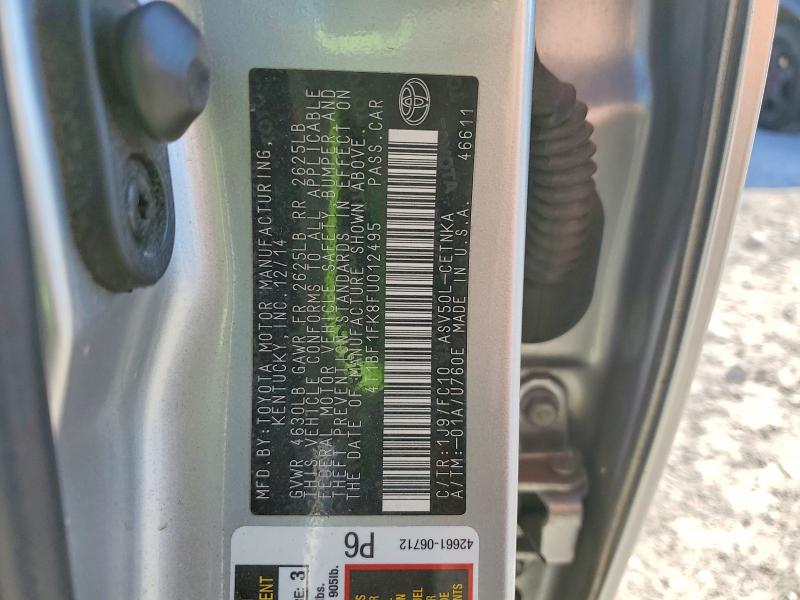 MFD. BY: TOYOTA MOTOR MANUFACTURING,
KENTUCKY, INC. 12/14
GVWR 4630LB GAWR FR 2625LB RR 2625LB
THIS VEHICLE CONFORMS TO ALL APPLICABLE
FEDERAL MOTOR VEHICLE SAFETY, BUMPER, AND
THEFT PREVENTION STANDARDS IN EFFECT ON
THE DATE OF MANUFACTURE SHOWN ABOVE.
4T1BF1FK8FU012495 PASS. CAR
C/TR: 1J9/FC10 ASV50L-CETNKA
A/TM: -01A/U760E MADE IN U.S.A. 46611
P6
42661-06712
3
905lb.